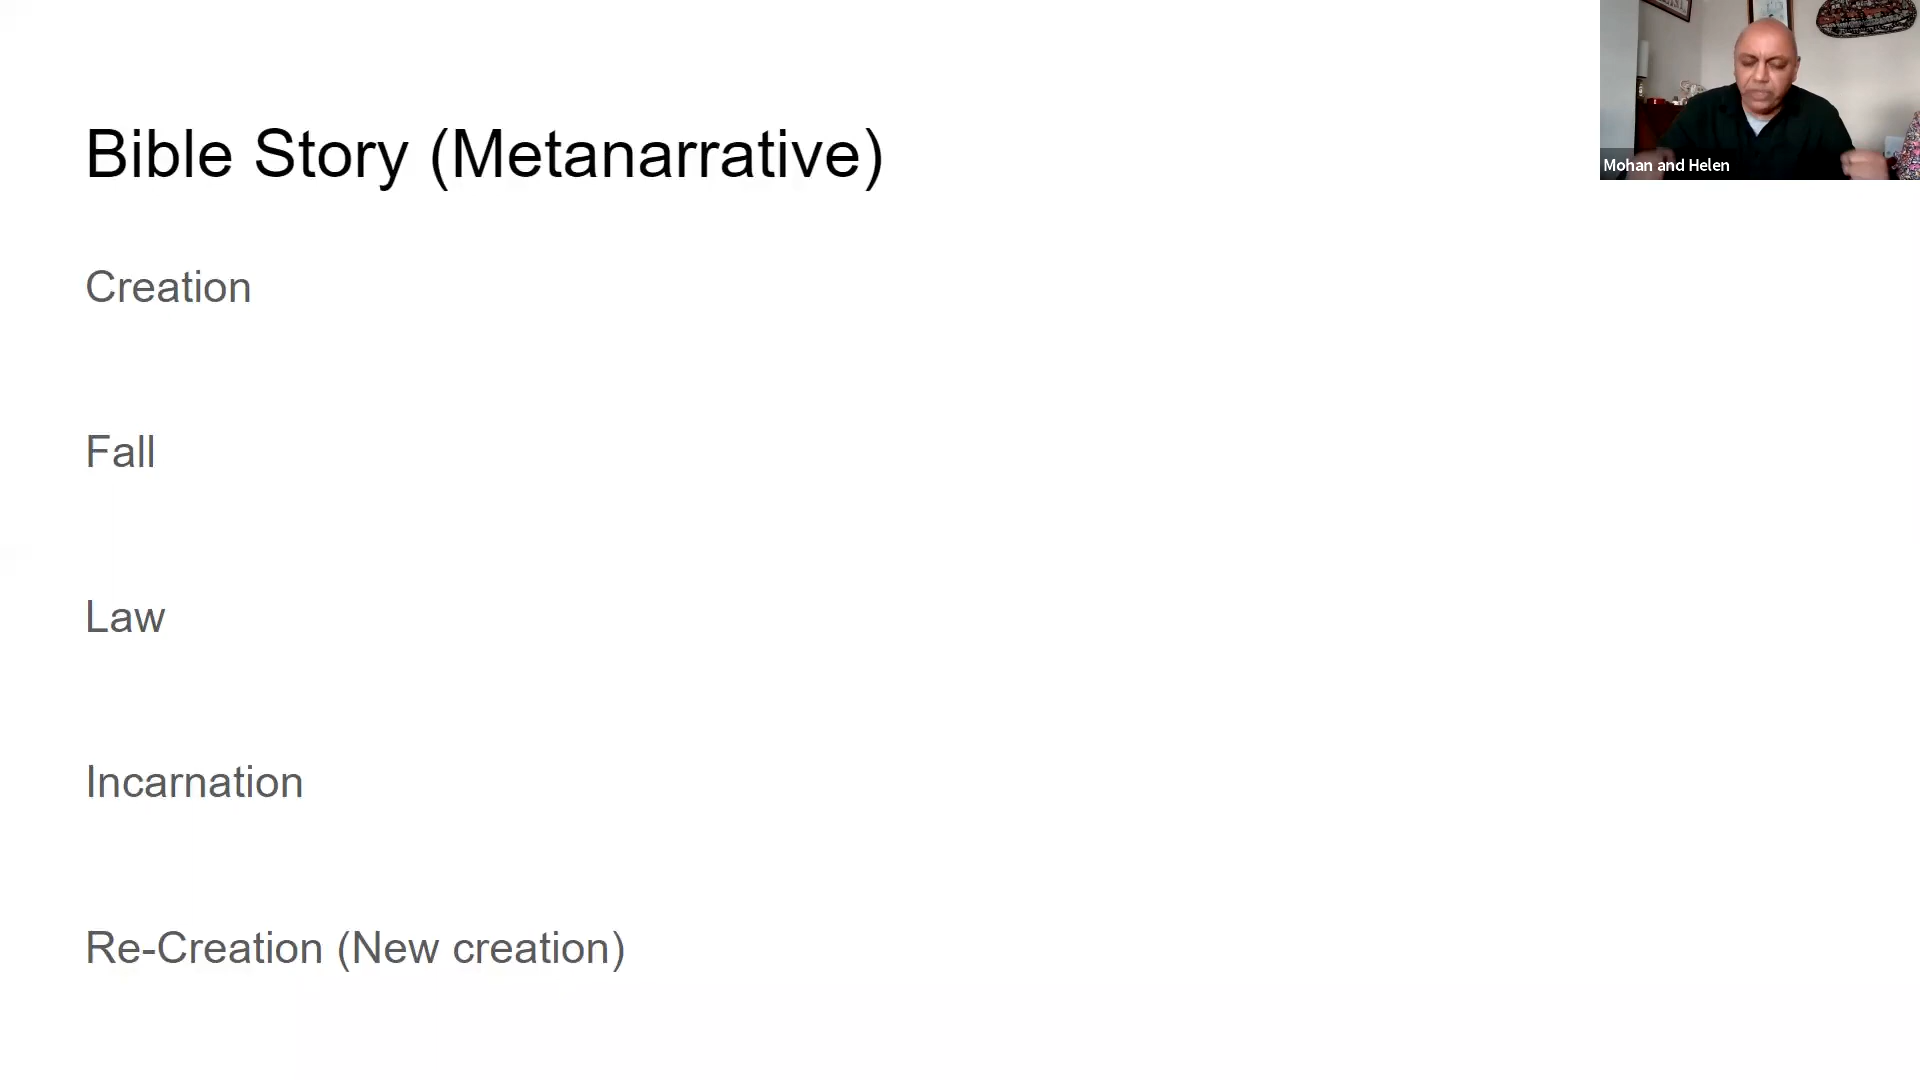 Bible Story (Metanarrative)
Creation
Fall
Law
Incarnation
Re-Creation (New creation)
Mohan and Helen